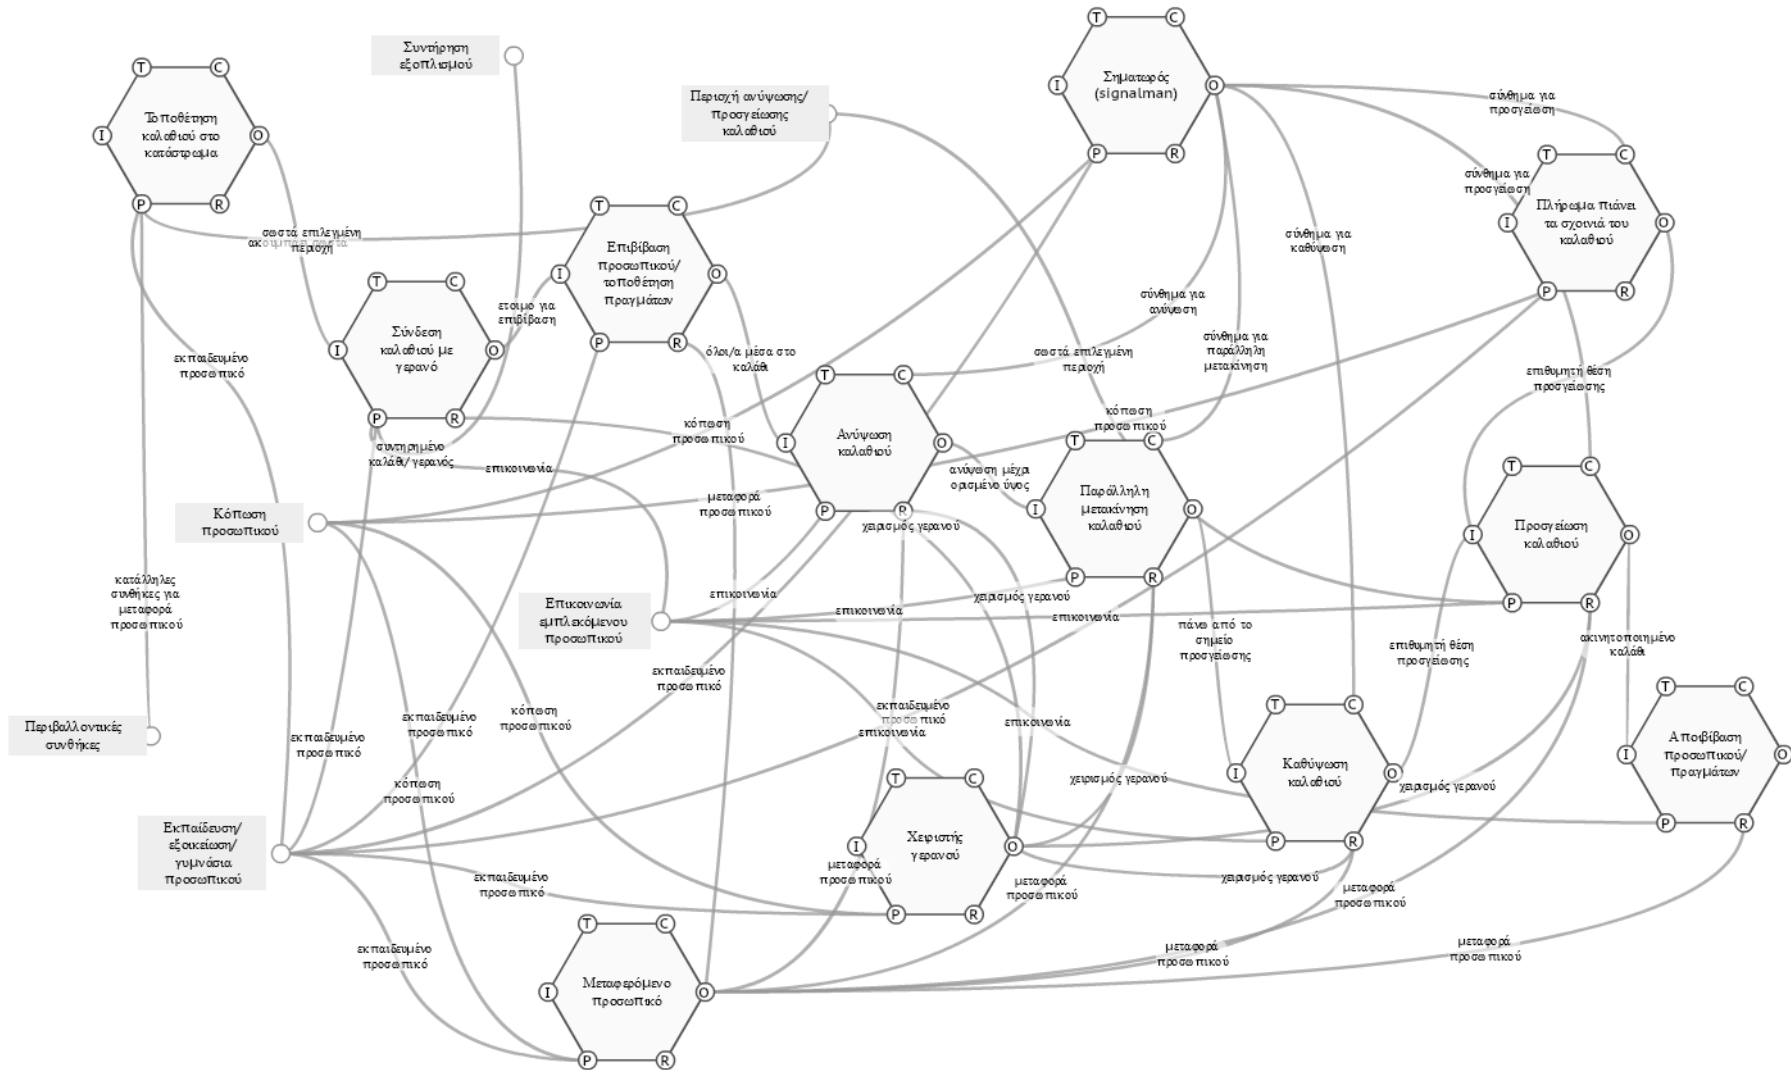 Συντήρηση
εξοπλισμού
T
C
Σηματωρός
(signalman)
I
O
P
R
T
C
Τοποθέτηση
καλαθιού στο
κατάστρωμα
I
O
P
R
Περιοχή ανύψωσης/
προσγείωσης
καλαθιού
σύνθημα για
προσγείωση
σύνθημα για
προσγείωση
T
C
Πλήρωμα πιάνει
τα σχοινιά του
καλαθιού
I
O
P
R
T
C
Επιβίβαση
προσωπικού/
τοποθέτηση
πραγμάτων
I
O
P
R
σωστά επιλεγμένη
περιοχή
σύνθημα για
καθύψωση
T
C
Σύνδεση
καλαθιού με
γερανό
I
O
P
R
ετοιμο για
επιβίβαση
σύνθημα για
ανύψωση
σύνθημα για
παράλληλη
μετακίνηση
εκπαιδευμένο
προσωπικό
όλοι/α μέσα στο
καλάθι
σωστά επιλεγμένη
περιοχή
επιθυμητή θέση
προσγείωσης
T
C
Ανύψωση
καλαθιού
I
O
P
R
κόπωση
προσωπικού
κόπωση
προσωπικού
συντηρημένο
καλάθι/ γερανός
επικοινωνία
ανύψωση μέχρι
ορισμένο ύψος
T
C
Παράλληλη
μετακίνηση
καλαθιού
I
O
P
R
T
C
Προσγείωση
καλαθιού
I
O
P
R
Κόπωση
προσωπικού
μεταφορά
προσωπικού
χειρισμός γερανού
κατάλληλες
συνθήκες για
μεταφορά
προσωπικού
Επικοινωνία
εμπλεκόμενου
προσωπικού
επικοινωνία
επικοινωνία
χειρισμός γερανού
επικοινωνία
πάνω από το
σημείο
προσγείωσης
επιθυμητή θέση
προσγείωσης
ακινητοποιημένο
καλάθι
εκπαιδευμένο
προσωπικό
Περιβαλλοντικές
συνθήκες
εκπαιδευμένο
προσωπικό
εκπαιδευμένο
προσωπικό
κόπωση
προσωπικού
εκπαιδευμένο
προσωπικό
επικοινωνία
επικοινωνία
T
C
Καθύψωση
καλαθιού
I
O
P
R
T
C
Αποβίβαση
προσωπικού/
πραγμάτων
I
O
P
R
κόπωση
προσωπικού
χειρισμός γερανού
χειρισμός γερανού
Εκπαίδευση/
εξοικείωση/
γυμνάσια
προσωπικού
T
C
Χειριστής
γερανού
I
O
P
R
μεταφορά
προσωπικού
εκπαιδευμένο
προσωπικό
μεταφορά
προσωπικού
χειρισμός γερανού
μεταφορά
προσωπικού
εκπαιδευμένο
προσωπικό
T
C
Μεταφερόμενο
προσωπικό
I
O
P
R
μεταφορά
προσωπικού
μεταφορά
προσωπικού